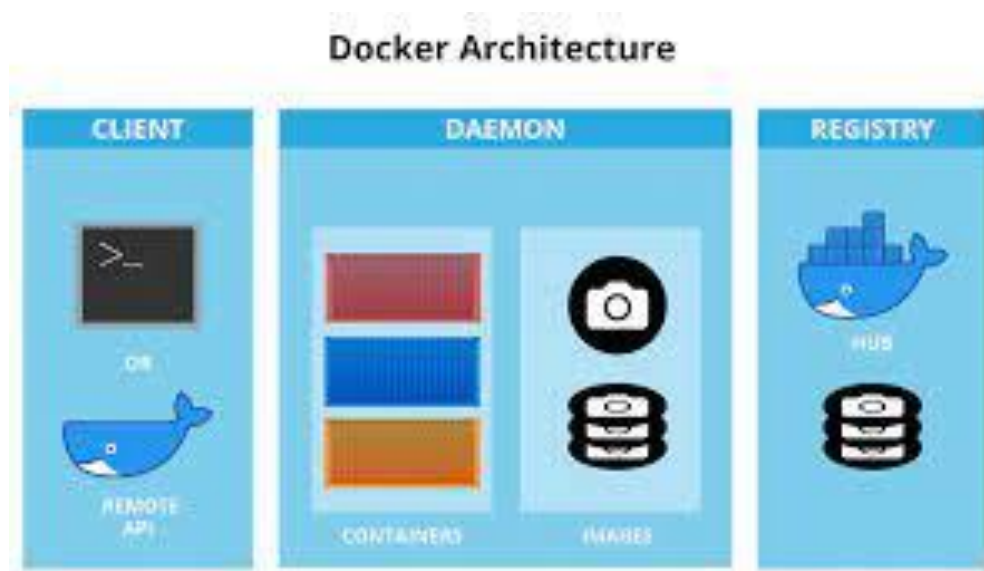 Docker Architecture
CLIENT
>_
OR
REMOTE
API
DAEMON
CONTAINERS
IMAGES
REGISTRY
HUB